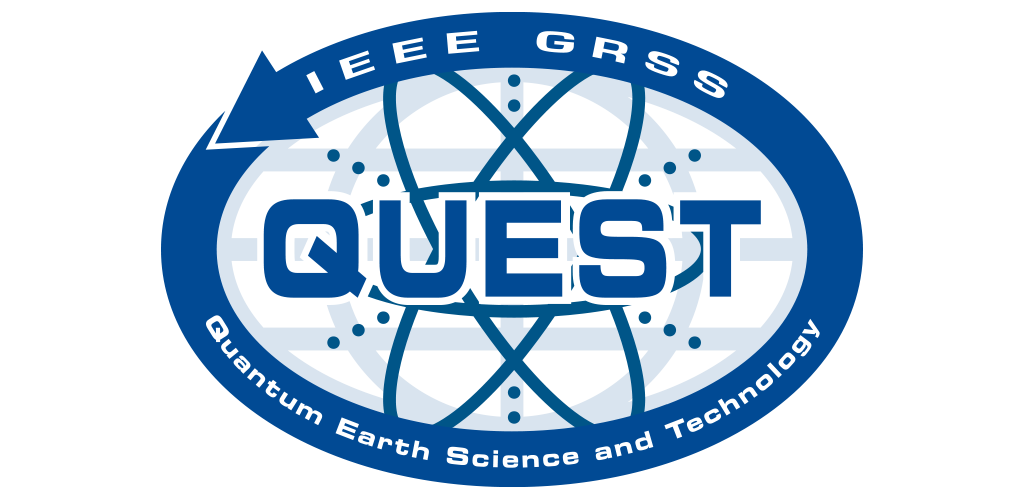 IEEE GRSS
QUEST
Quantum Earth Science and Technology